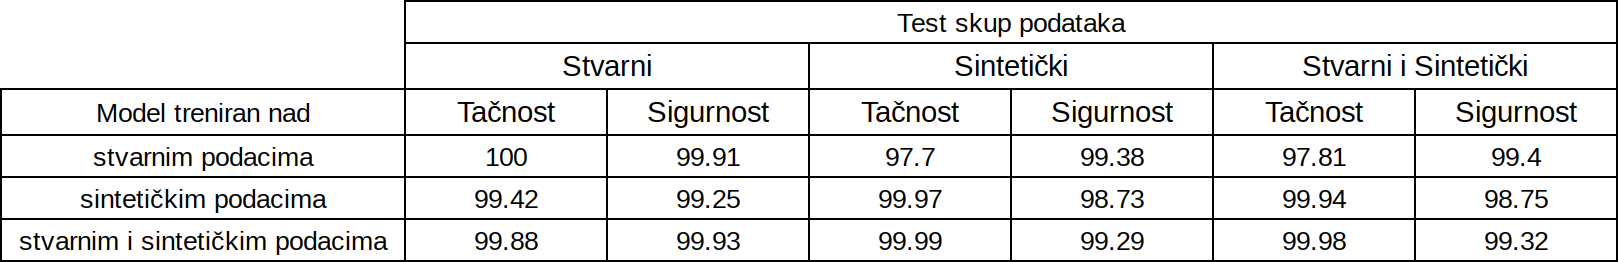 Test skup podataka
Stvarni Sintetički Stvarni i Sintetički
Model treniran nad Tačnost Sigurnost Tačnost Sigurnost Tačnost Sigurnost
stvarnim podacima 100 99.91 97.7 99.38 97.81 99.4
sintetičkim podacima 99.42 99.25 99.97 98.73 99.94 98.75
stvarnim i sintetičkim podacima 99.88 99.93 99.99 99.29 99.98 99.32